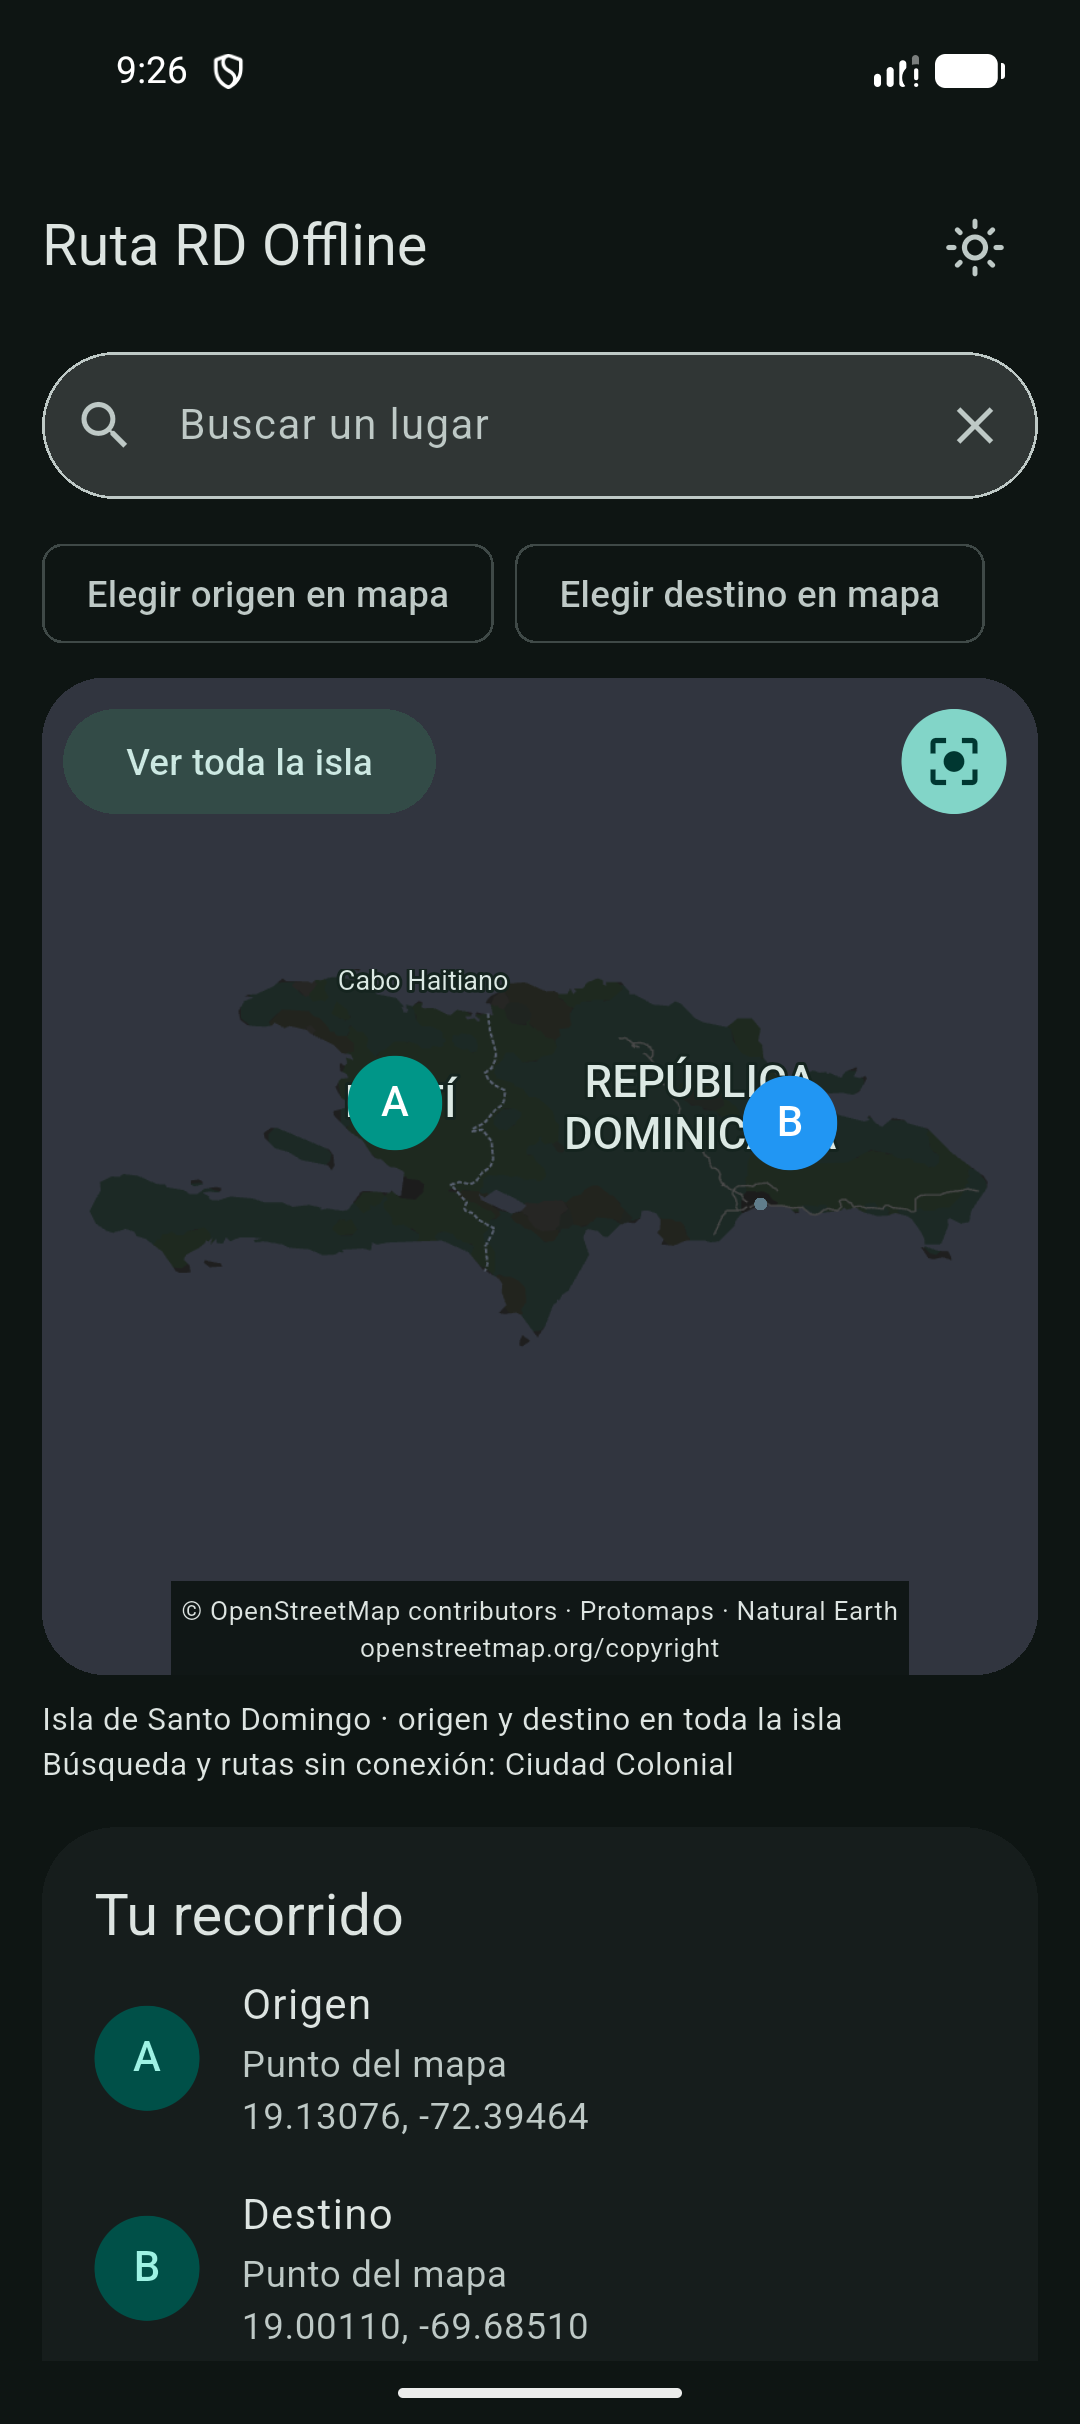 9:26
Ruta RD Offline
Buscar un lugar
Elegir origen en mapa
Elegir destino en mapa
Ver toda la isla
Cabo Haitiano
A
REPÚBLICA
B
DOMINICANA
© OpenStreetMap contributors · Protomaps · Natural Earth
openstreetmap.org/copyright
Isla de Santo Domingo · origen y destino en toda la isla
Búsqueda y rutas sin conexión: Ciudad Colonial
Tu recorrido
A
Origen
Punto del mapa
19.13076, -72.39464
B
Destino
Punto del mapa
19.00110, -69.68510